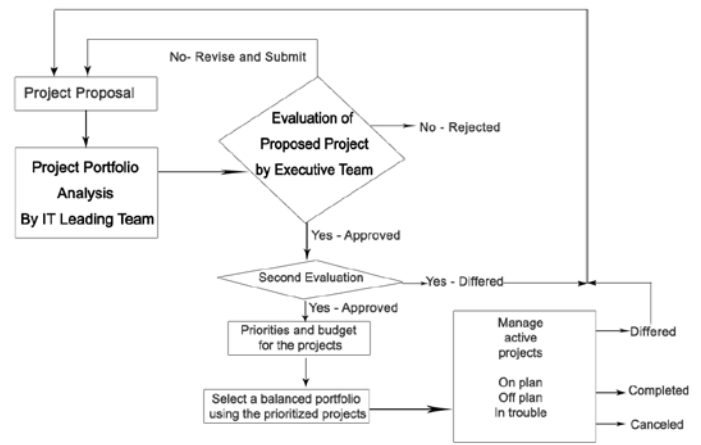 No- Revise and Submit
Project Proposal
Evaluation of
Proposed Project
by Executive Team
No - Rejected
Project Portfolio
Analysis
By IT Leading Team
Yes - Approved
Second Evaluation
Yes - Differed
Yes - Approved
Priorities and budget
for the projects
Manage
active
projects
On plan
Off plan
In trouble
Differed
Select a balanced portfolio
using the prioritized projects
Completed
Canceled